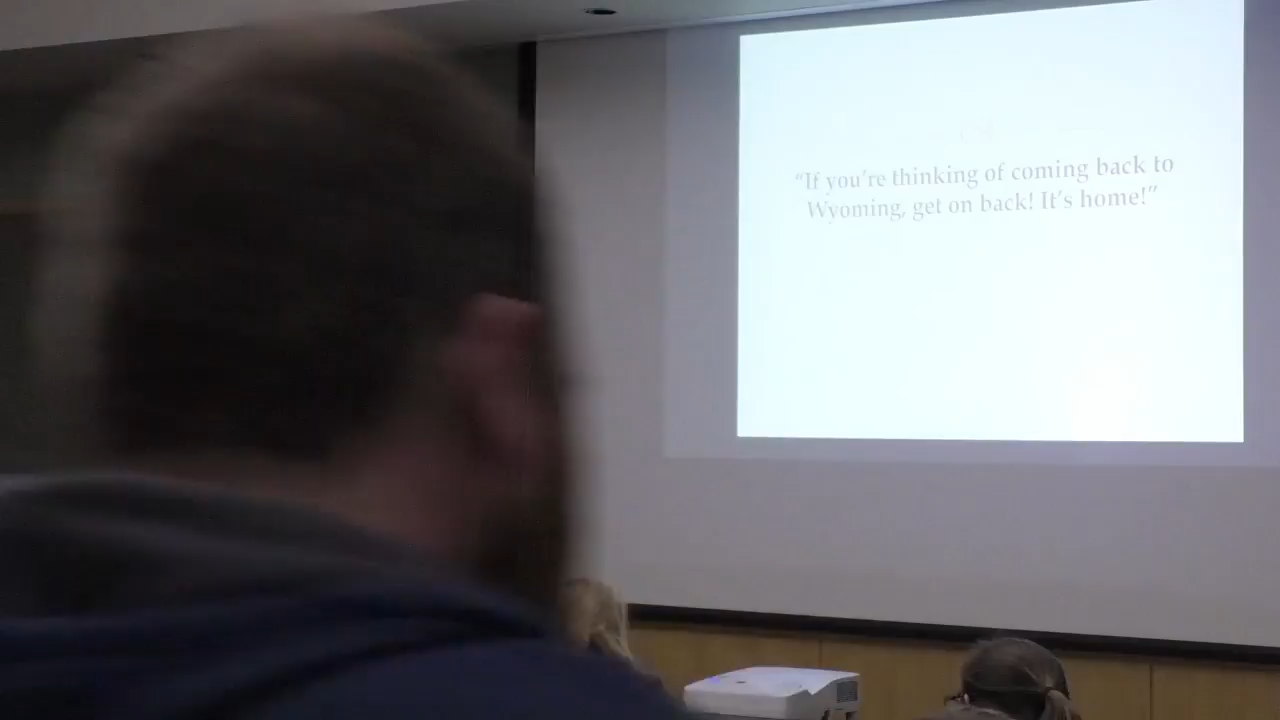 “If you’re thinking of coming back to
Wyoming, get on back! It’s home!”